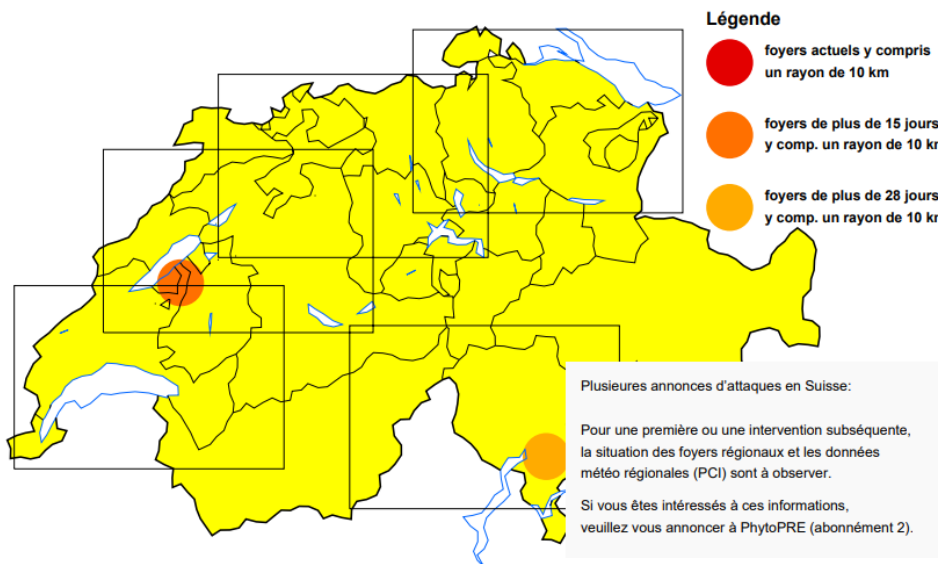 Légende
foyers actuels y compris
un rayon de 10 km
foyers de plus de 15 jours
y comp. un rayon de 10 km
foyers de plus de 28 jours
y comp. un rayon de 10 km
Plusieures annonces d'attaques en Suisse:
Pour une première ou une intervention subséquente,
la situation des foyers régionaux et les données
météo régionales (PCI) sont à observer.
Si vous êtes intéressés à ces informations,
veuillez vous annoncer à PhytoPRE (abonnément 2).